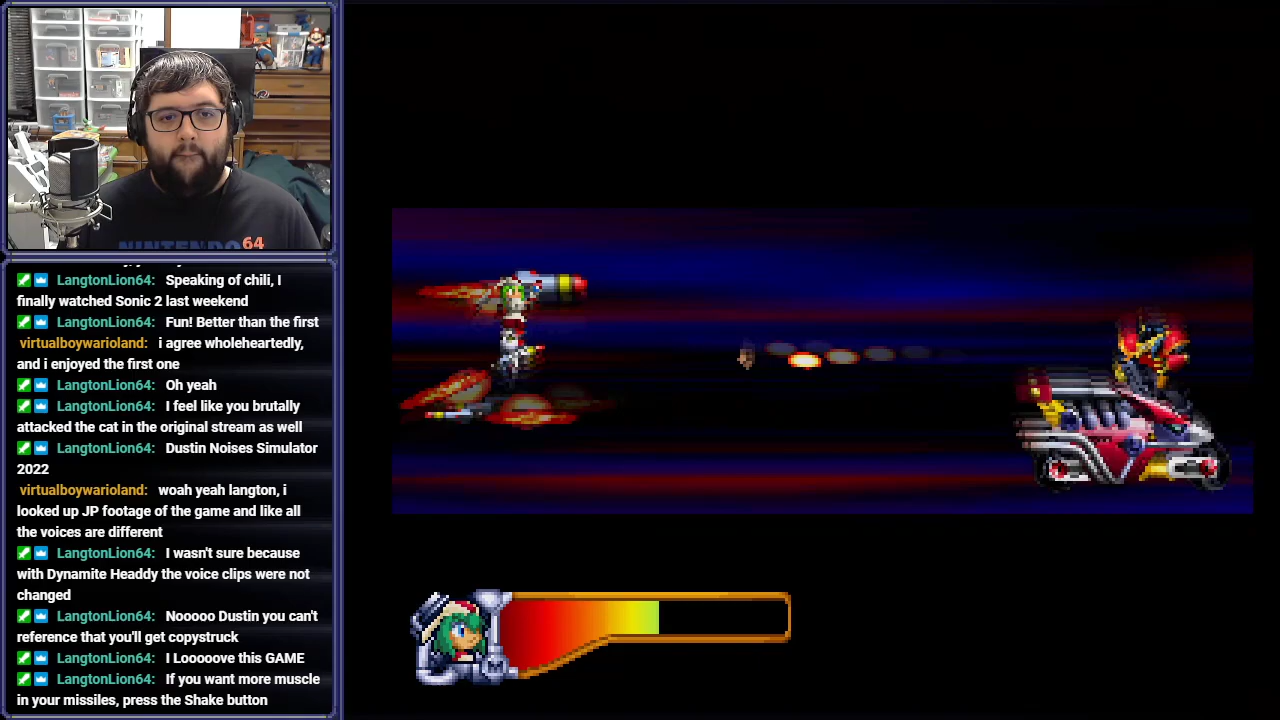 NINTENDO 64
LangtonLion64: Speaking of chili, I
finally watched Sonic 2 last weekend
LangtonLion64: Fun! Better than the first
virtualboywarioland: i agree wholeheartedly,
and i enjoyed the first one
LangtonLion64: Oh yeah
LangtonLion64: I feel like you brutally
attacked the cat in the original stream as well
LangtonLion64: Dustin Noises Simulator
2022
virtualboywarioland: woah yeah langton, i
looked up JP footage of the game and like all
the voices are different
LangtonLion64: I wasn't sure because
with Dynamite Headdy the voice clips were not
changed
LangtonLion64: Nooooo Dustin you can't
reference that you'll get copystruck
LangtonLion64: I Looooove this GAME
LangtonLion64: If you want more muscle
in your missiles, press the Shake button